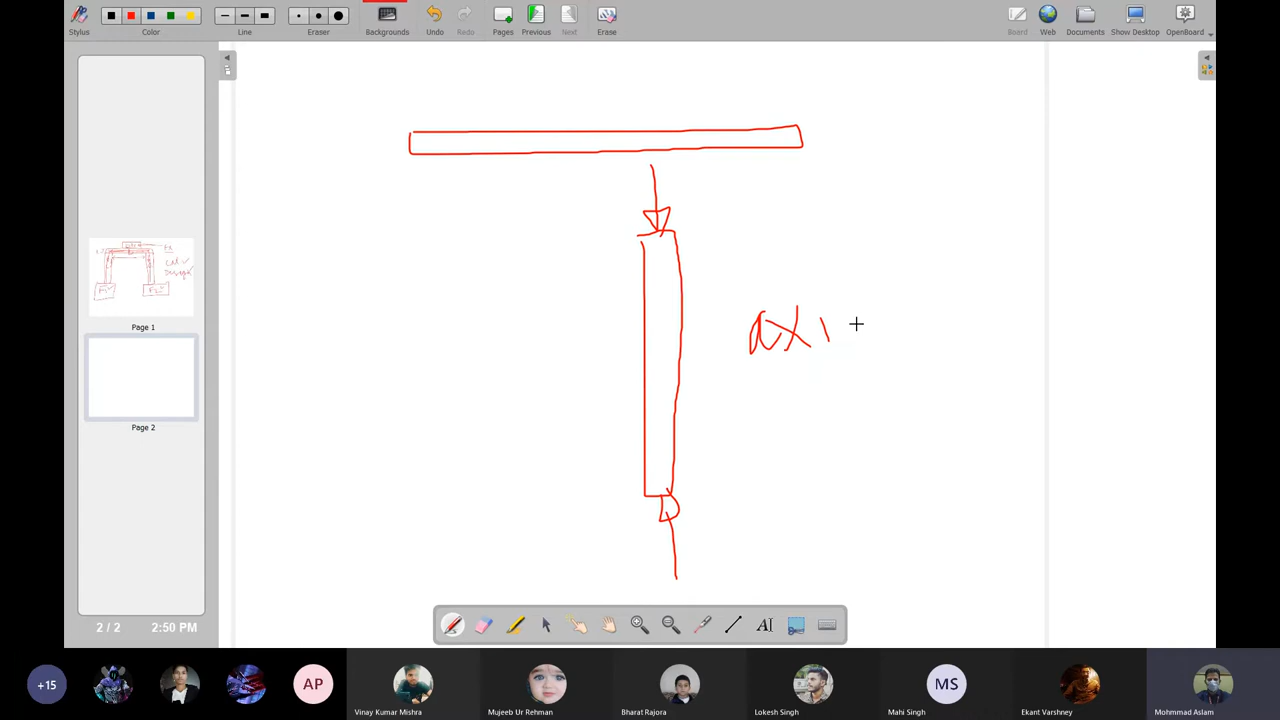 Stylus Color Line Eraser Backgrounds Undo Redo Pages Previous Next Erase Board Web Documents Show Desktop OpenBoard
Page 1
axi
Page 2
2 / 2 2:50 PM
+15 AP Vinay Kumar Mishra Mujeeb Ur Rehman Bharat Rajora Lokesh Singh MS Mahi Singh Ekant Varshney Mohmmad Aslam